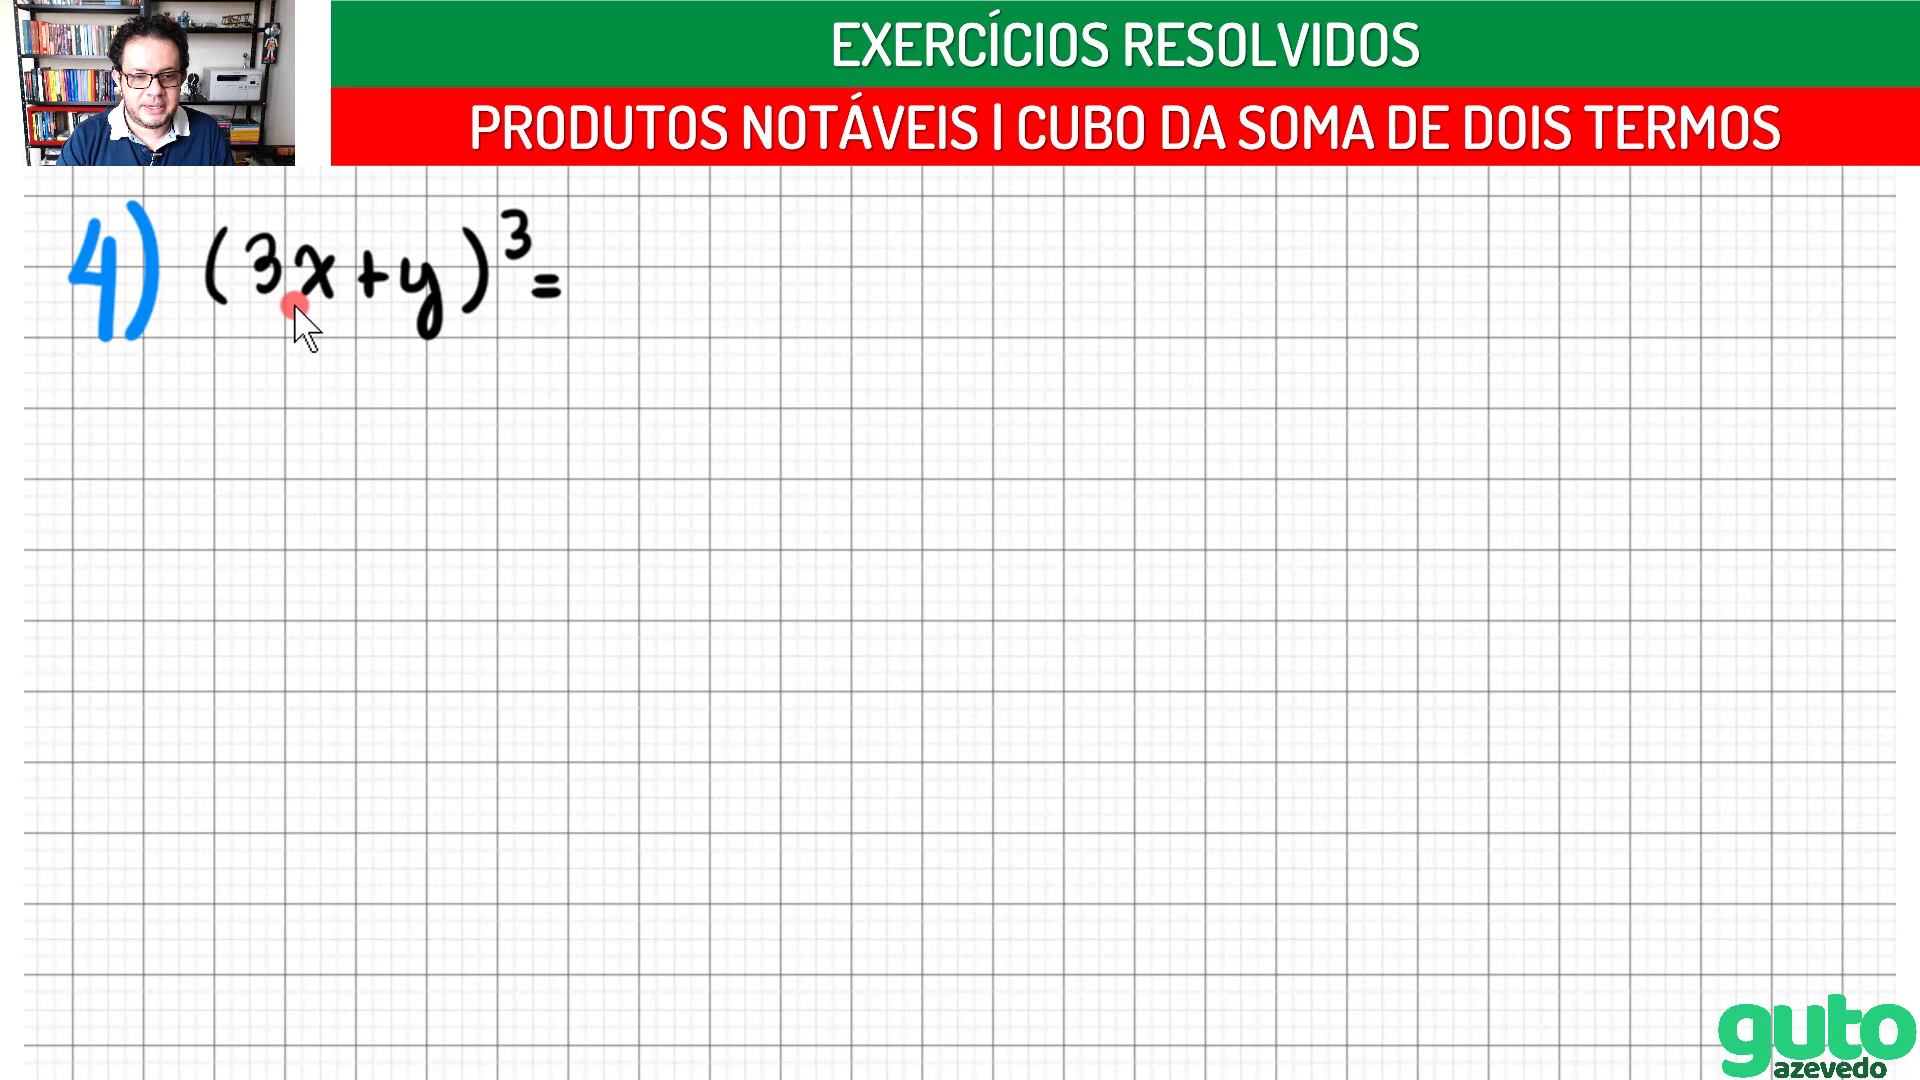 EXERCÍCIOS RESOLVIDOS
PRODUTOS NOTÁVEIS | CUBO DA SOMA DE DOIS TERMOS
4) (3x+y)³=
guto
azevedo